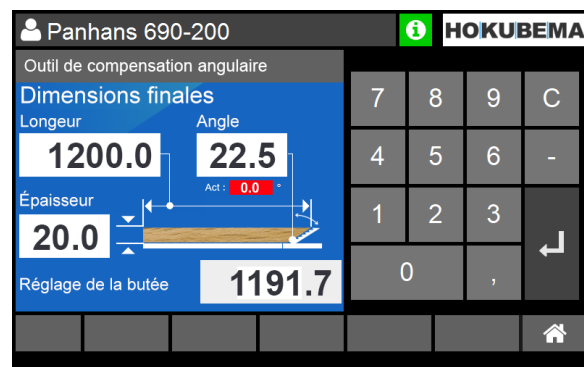 Panhans 690-200
i
HOKUBEMA
Outil de compensation angulaire
Dimensions finales
Longeur
Angle
1200.0
22.5
Act : 0.0 °
Épaisseur
20.0
Réglage de la butée
1191.7
7 8 9 C
4 5 6 -
1 2 3
0 ,